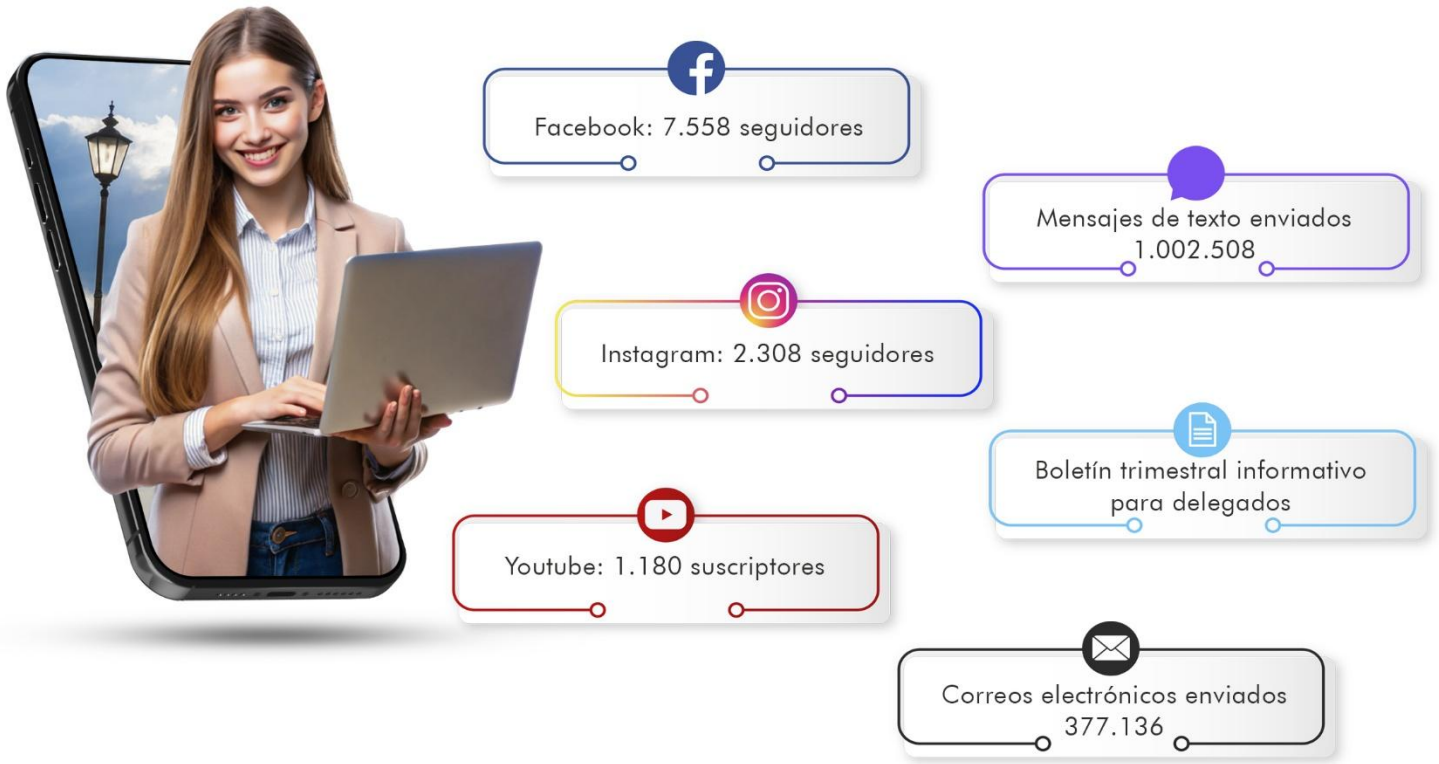 Facebook: 7.558 seguidores
Mensajes de texto enviados
1.002.508
Instagram: 2.308 seguidores
Boletín trimestral informativo
para delegados
Youtube: 1.180 suscriptores
Correos electrónicos enviados
377.136